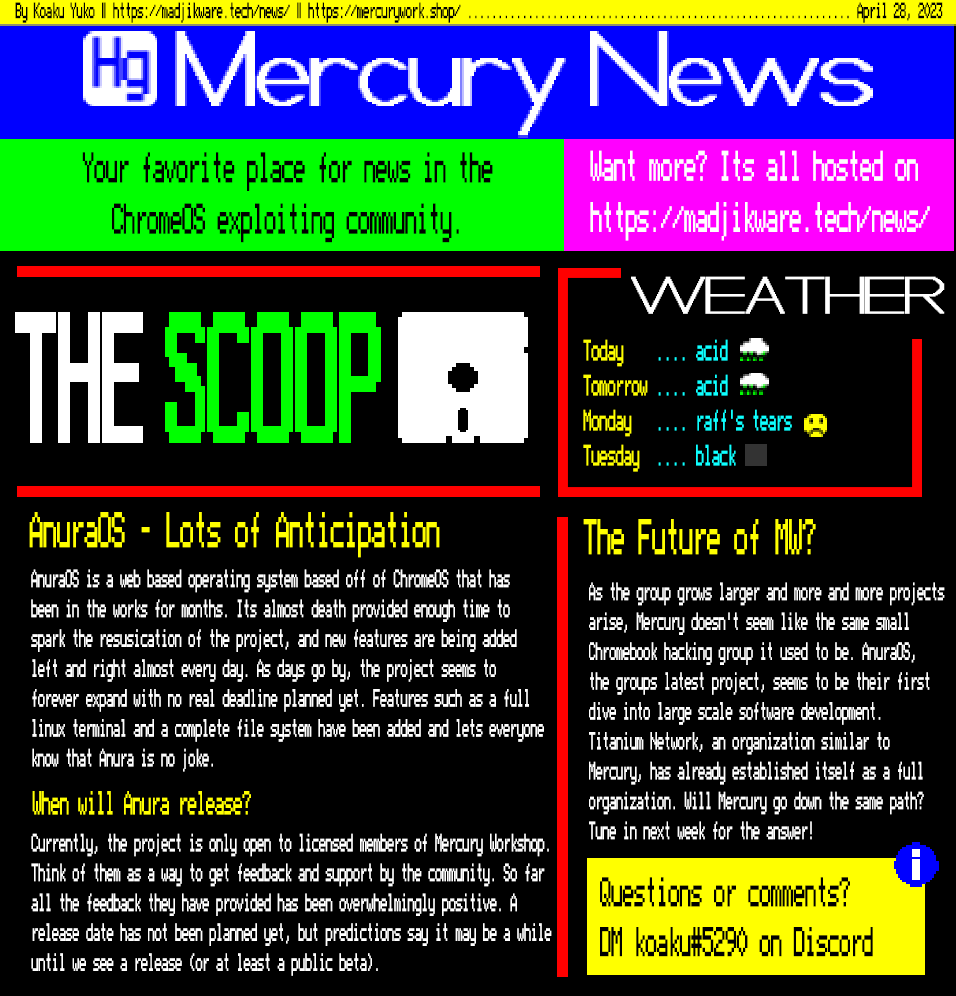 By Koaku Yuko || https://madjikware.tech/news/ || https://mercurywork.shop/ ................................................................ April 28, 2023
Hg Mercury News
Your favorite place for news in the
ChromeOS exploiting community.
Want more? Its all hosted on
https://madjikware.tech/news/
THE SCOOP
WEATHER
Today .... acid
Tomorrow .... acid
Monday .... raff's tears
Tuesday .... black
AnuraOS - Lots of Anticipation
AnuraOS is a web based operating system based off of ChromeOS that has
been in the works for months. Its almost death provided enough time to
spark the resusication of the project, and new features are being added
left and right almost every day. As days go by, the project seems to
forever expand with no real deadline planned yet. Features such as a full
linux terminal and a complete file system have been added and lets everyone
know that Anura is no joke.
When will Anura release?
Currently, the project is only open to licensed members of Mercury Workshop.
Think of them as a way to get feedback and support by the community. So far
all the feedback they have provided has been overwhelmingly positive. A
release date has not been planned yet, but predictions say it may be a while
until we see a release (or at least a public beta).
The Future of MW?
As the group grows larger and more and more projects
arise, Mercury doesn't seem like the same small
Chromebook hacking group it used to be. AnuraOS,
the groups latest project, seems to be their first
dive into large scale software development.
Titanium Network, an organization similar to
Mercury, has already established itself as a full
organization. Will Mercury go down the same path?
Tune in next week for the answer!
i
Questions or comments?
DM koaku#5290 on Discord